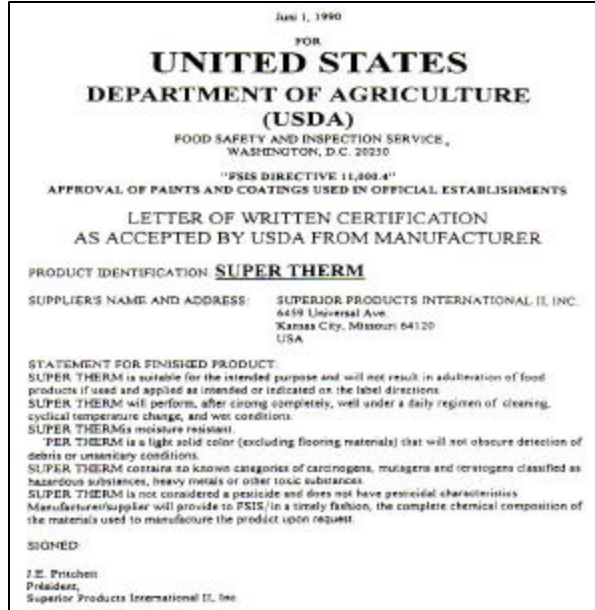 Juni 1, 1990
FOR
UNITED STATES
DEPARTMENT OF AGRICULTURE
(USDA)
FOOD SAFETY AND INSPECTION SERVICE,
WASHINGTON, D.C. 20250
"FSIS DIRECTIVE 11,000.4"
APPROVAL OF PAINTS AND COATINGS USED IN OFFICIAL ESTABLISHMENTS
LETTER OF WRITTEN CERTIFICATION
AS ACCEPTED BY USDA FROM MANUFACTURER
PRODUCT IDENTIFICATION: SUPER THERM
SUPPLIER'S NAME AND ADDRESS: SUPERIOR PRODUCTS INTERNATIONAL II, INC.
6459 Universal Ave.
Kansas City, Missouri 64120
USA
STATEMENT FOR FINISHED PRODUCT:
SUPER THERM is suitable for the intended purpose and will not result in adulteration of food
products if used and applied as intended or indicated on the label directions.
SUPER THERM will perform, after curing completely, well under a daily regimen of cleaning,
cyclical temperature change, and wet conditions.
SUPER THERMis moisture resistant.
PER THERM is a light solid color (excluding flooring materials) that will not obscure detection of
debris or unsanitary conditions.
SUPER THERM contains no known categories of carcinogens, mutagens and teratogens classified as
hazardous substances, heavy metals or other toxic substances.
SUPER THERM is not considered a pesticide and does not have pesticidal characteristics.
Manufacturer/supplier will provide to FSIS, in a timely fashion, the complete chemical composition of
the materials used to manufacture the product upon request.
SIGNED:
J.E. Pritchett
Président,
Superior Products International II, Inc.